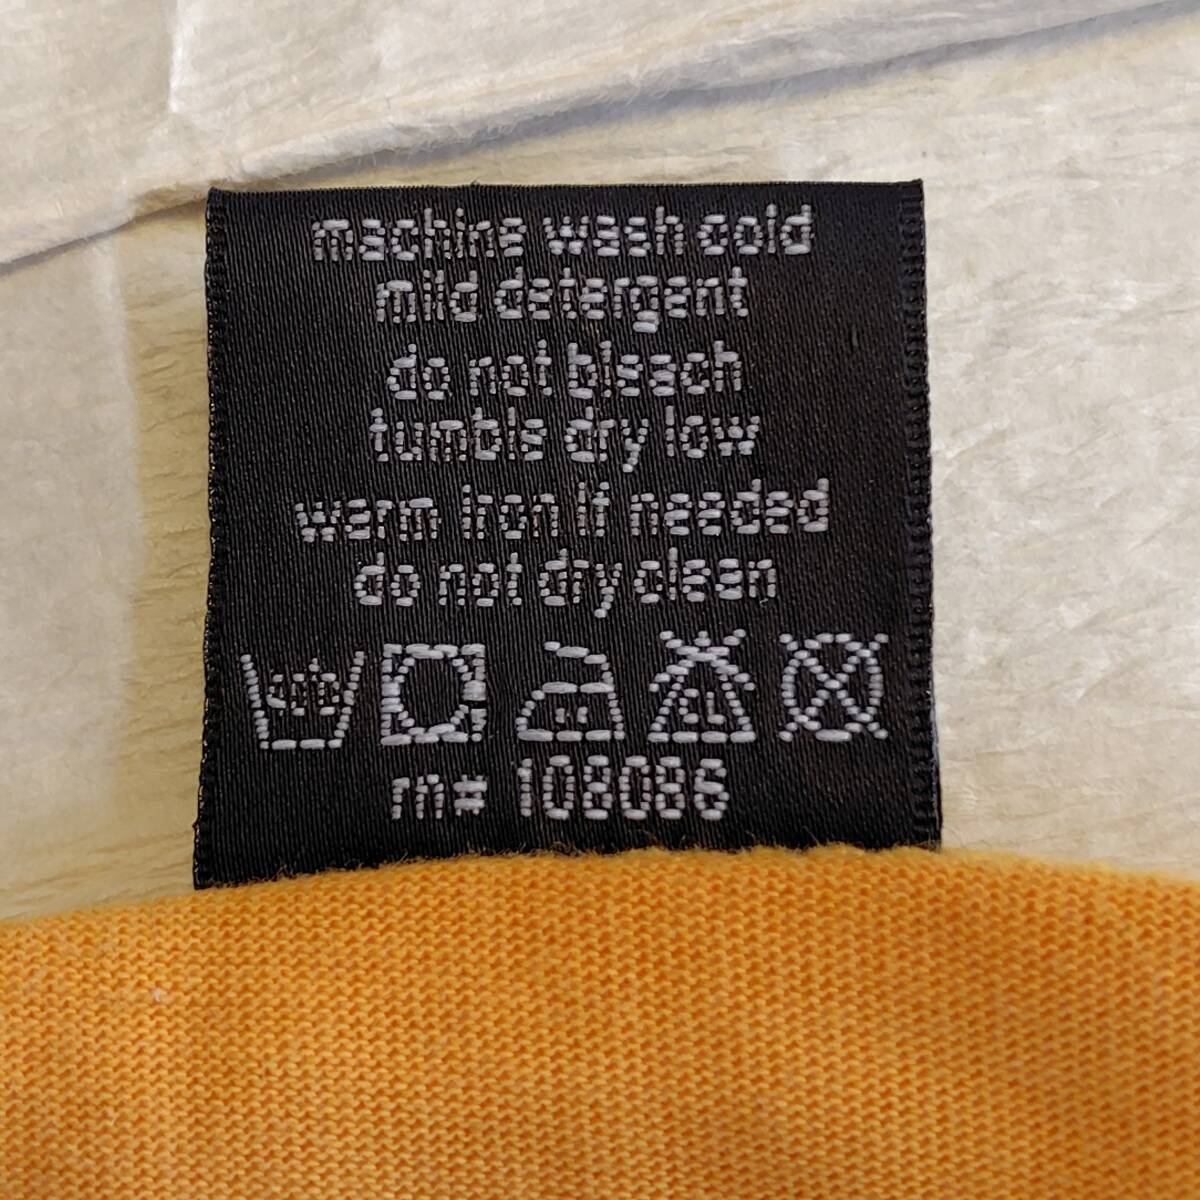 machine wash cold
mild detergent
do not bleach
tumble dry low
warm iron if needed
do not dry clean
CL
m# 108086